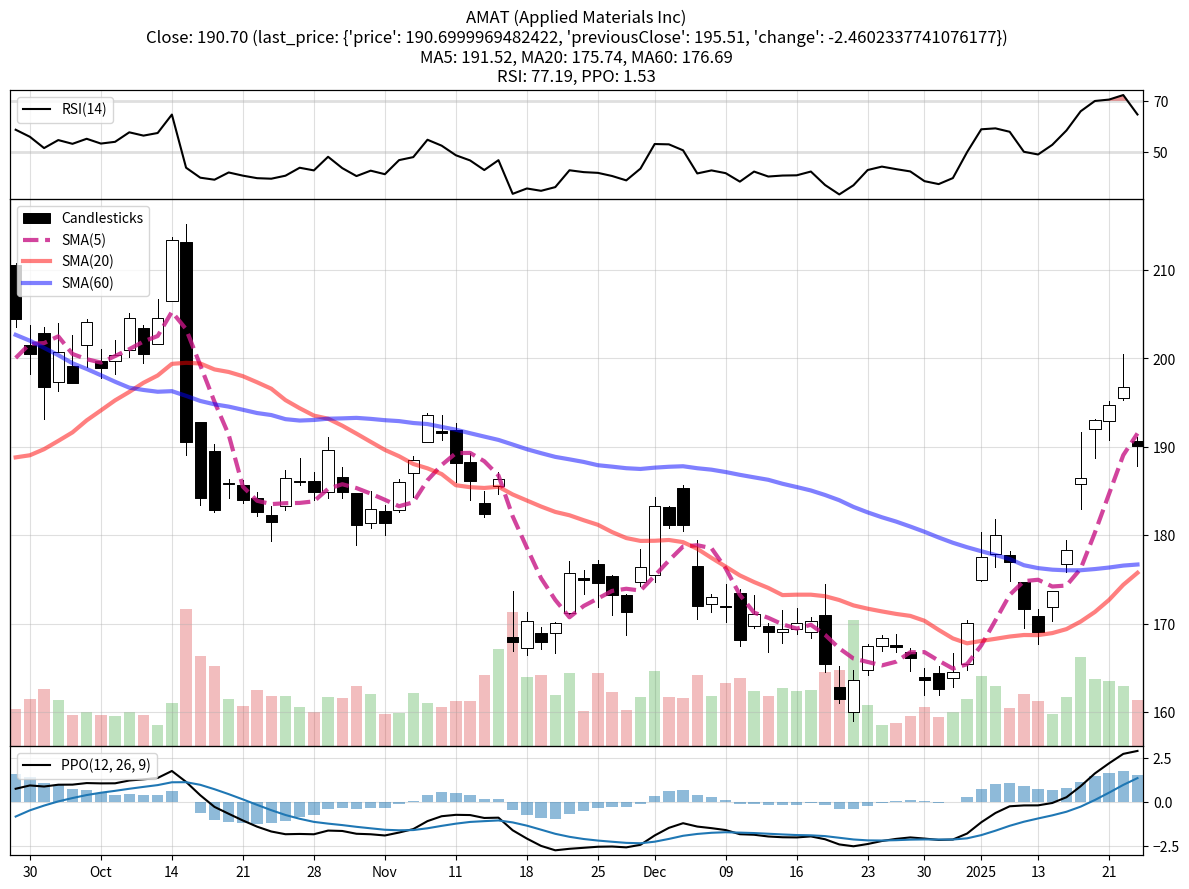 AMAT (Applied Materials Inc)
Close: 190.70 (last_price: {'price': 190.6999969482422, 'previousClose': 195.51, 'change': -2.4602337741076177})
MA5: 191.52, MA20: 175.74, MA60: 176.69
RSI: 77.19, PPO: 1.53
RSI(14)
70
50
Candlesticks
SMA(5)
SMA(20)
SMA(60)
210
200
190
180
170
160
PPO(12, 26, 9)
2.5
0.0
−2.5
30 Oct 14 21 28 Nov 11 18 25 Dec 09 16 23 30 2025 13 21